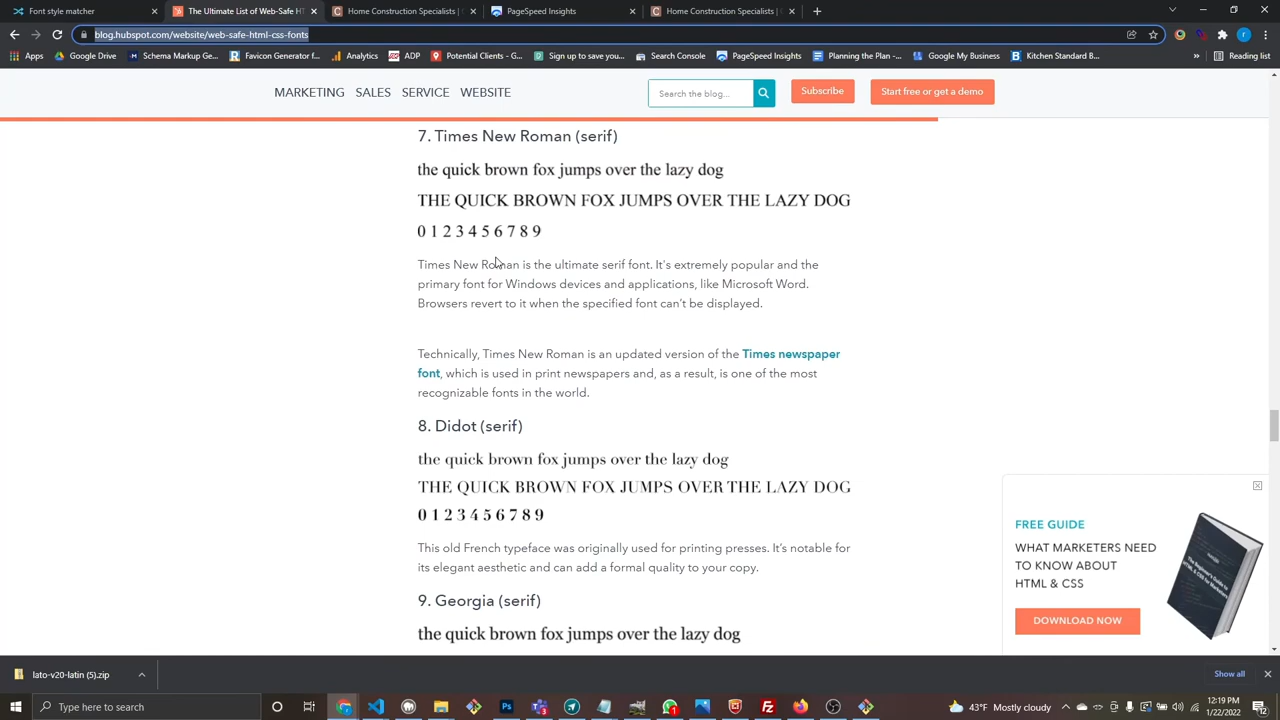 Font style matcher
The Ultimate List of Web-Safe HT
Home Construction Specialists |
PageSpeed Insights
Home Construction Specialists |
blog.hubspot.com/website/web-safe-html-css-fonts
Apps
Google Drive
Schema Markup Ge...
Favicon Generator f...
Analytics
ADP
Potential Clients - G...
Sign up to save you...
Search Console
PageSpeed Insights
Planning the Plan -...
Google My Business
Kitchen Standard B...
»
Reading list
MARKETING SALES SERVICE WEBSITE
Search the blog...
Subscribe
Start free or get a demo
7. Times New Roman (serif)
the quick brown fox jumps over the lazy dog
THE QUICK BROWN FOX JUMPS OVER THE LAZY DOG
0 1 2 3 4 5 6 7 8 9
Times New Roman is the ultimate serif font. It's extremely popular and the
primary font for Windows devices and applications, like Microsoft Word.
Browsers revert to it when the specified font can't be displayed.
Technically, Times New Roman is an updated version of the Times newspaper
font, which is used in print newspapers and, as a result, is one of the most
recognizable fonts in the world.
8. Didot (serif)
the quick brown fox jumps over the lazy dog
THE QUICK BROWN FOX JUMPS OVER THE LAZY DOG
0 1 2 3 4 5 6 7 8 9
This old French typeface was originally used for printing presses. It's notable for
its elegant aesthetic and can add a formal quality to your copy.
9. Georgia (serif)
the quick brown fox jumps over the lazy dog
FREE GUIDE
WHAT MARKETERS NEED
TO KNOW ABOUT
HTML & CSS
DOWNLOAD NOW
lato-v20-latin (5).zip
Show all
Type here to search
43°F Mostly cloudy
12:19 PM
1/22/2022